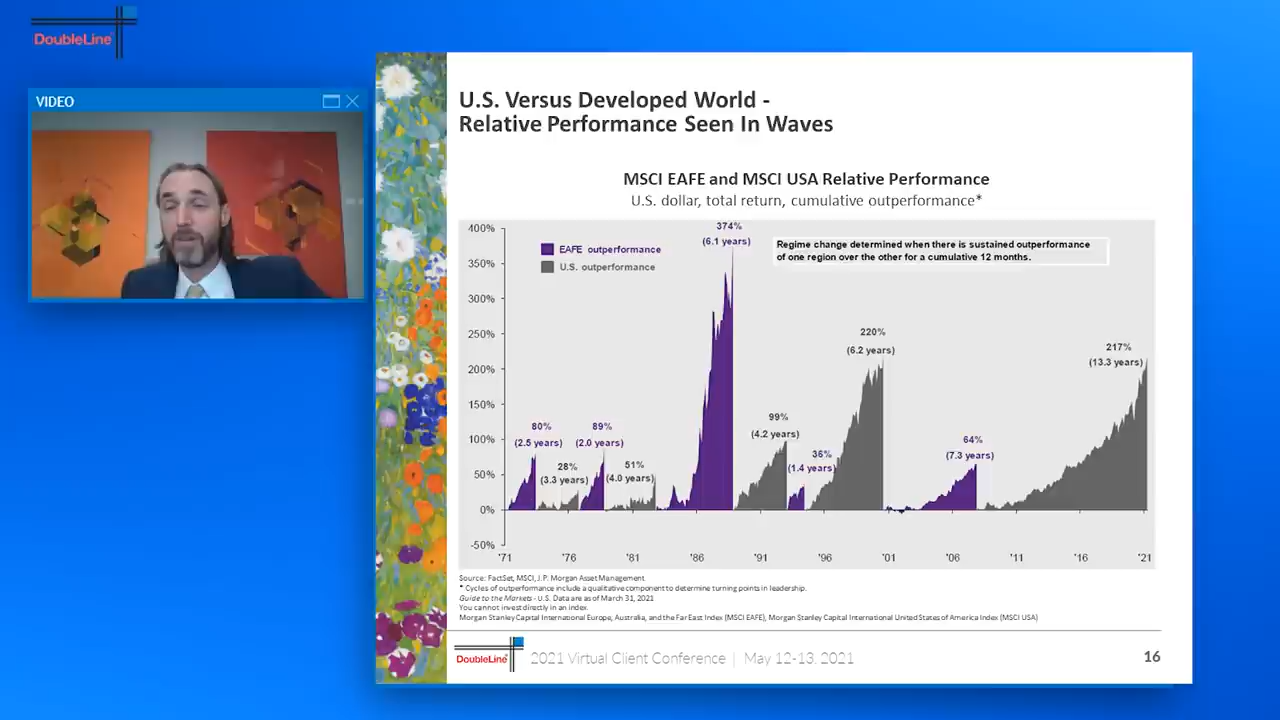 DoubleLine
VIDEO
U.S. Versus Developed World -
Relative Performance Seen In Waves
MSCI EAFE and MSCI USA Relative Performance
U.S. dollar, total return, cumulative outperformance*
EAFE outperformance
U.S. outperformance
Regime change determined when there is sustained outperformance
of one region over the other for a cumulative 12 months.
400%
350%
300%
250%
200%
150%
100%
50%
0%
-50%
80%
(2.5 years)
28%
(3.3 years)
89%
(2.0 years)
51%
(4.0 years)
374%
(6.1 years)
99%
(4.2 years)
36%
(1.4 years)
220%
(6.2 years)
64%
(7.3 years)
217%
(13.3 years)
'71 '76 '81 '86 '91 '96 '01 '06 '11 '16 '21
Source: FactSet, MSCI, J.P. Morgan Asset Management
* Cycles of outperformance include a qualitative component to determine turning points in leadership.
Guide to the Markets - U.S. Data are as of March 31, 2021
You cannot invest directly in an index.
Morgan Stanley Capital International Europe, Australia, and the Far East Index (MSCI EAFE), Morgan Stanley Capital International United States of America Index (MSCI USA)
DoubleLine
2021 Virtual Client Conference | May 12-13, 2021
16